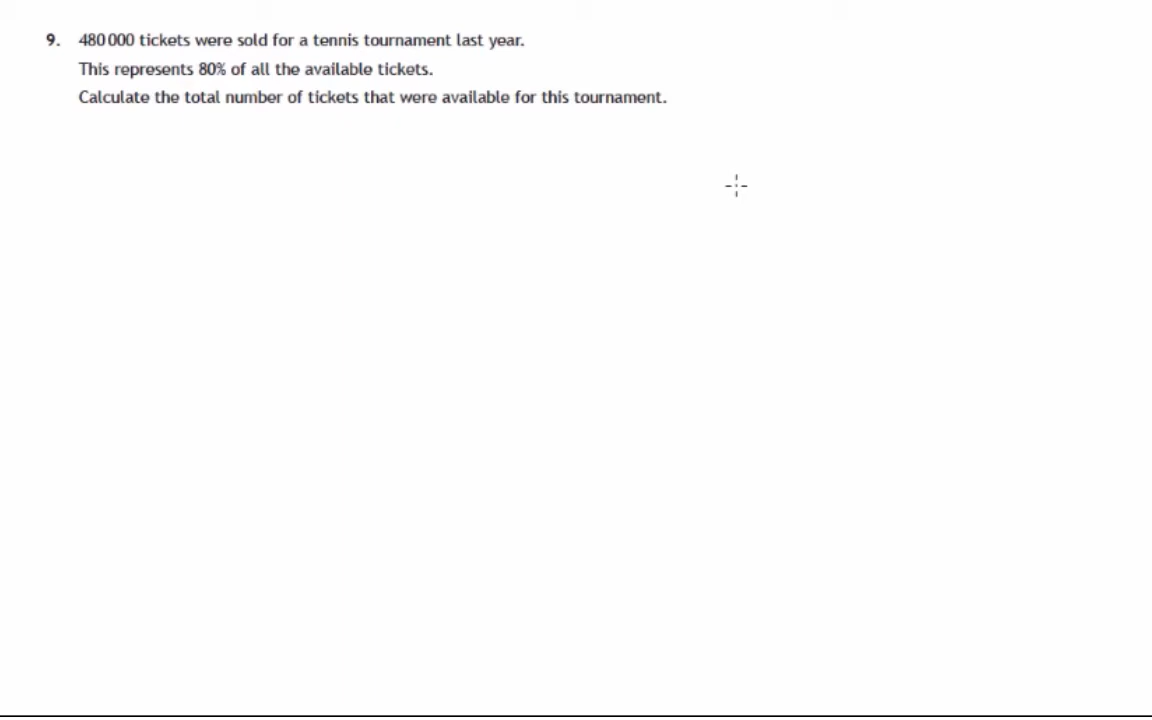 9. 480 000 tickets were sold for a tennis tournament last year.
This represents 80% of all the available tickets.
Calculate the total number of tickets that were available for this tournament.